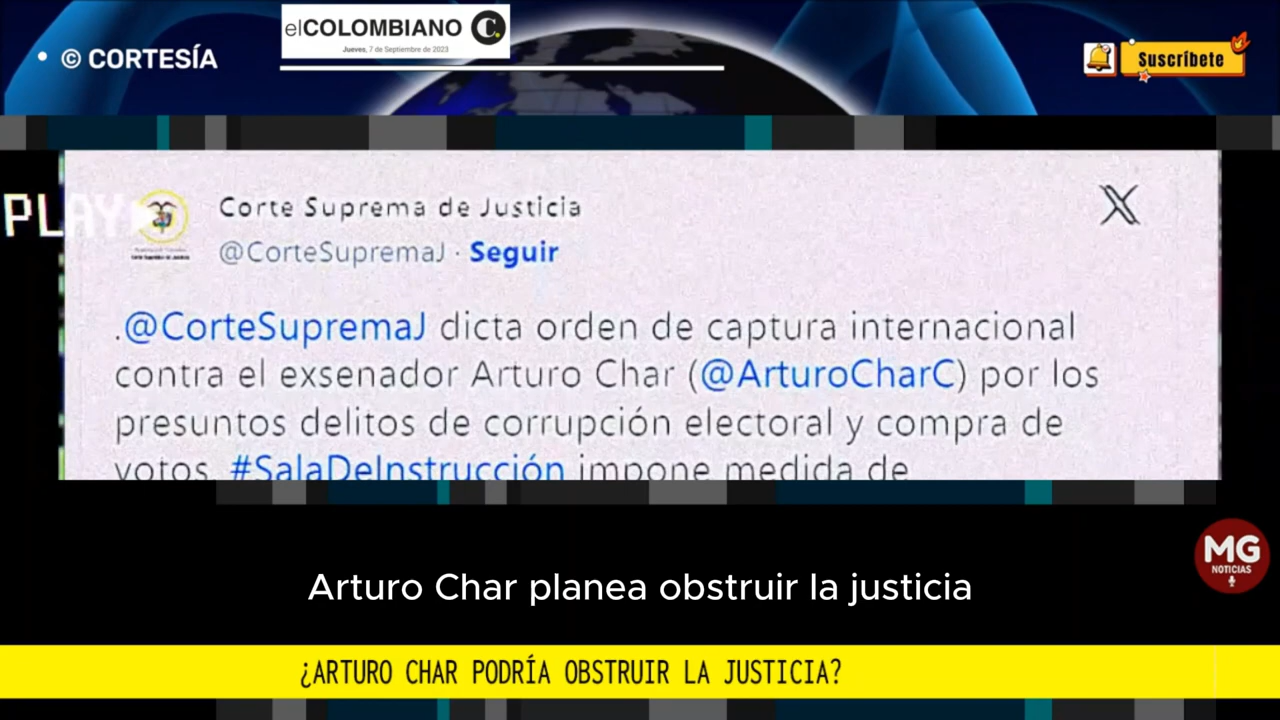 © CORTESÍA
elCOLOMBIANO
Jueves, 7 de Septiembre de 2023
Suscríbete
PLAY
Corte Suprema de Justicia
@CorteSupremaJ · Seguir
.@CorteSupremaJ dicta orden de captura internacional
contra el exsenador Arturo Char (@ArturoCharC) por los
presuntos delitos de corrupción electoral y compra de
votos. #SalaDeInstrucción impone medida de
Arturo Char planea obstruir la justicia
MG
NOTICIAS
¿ARTURO CHAR PODRÍA OBSTRUIR LA JUSTICIA?